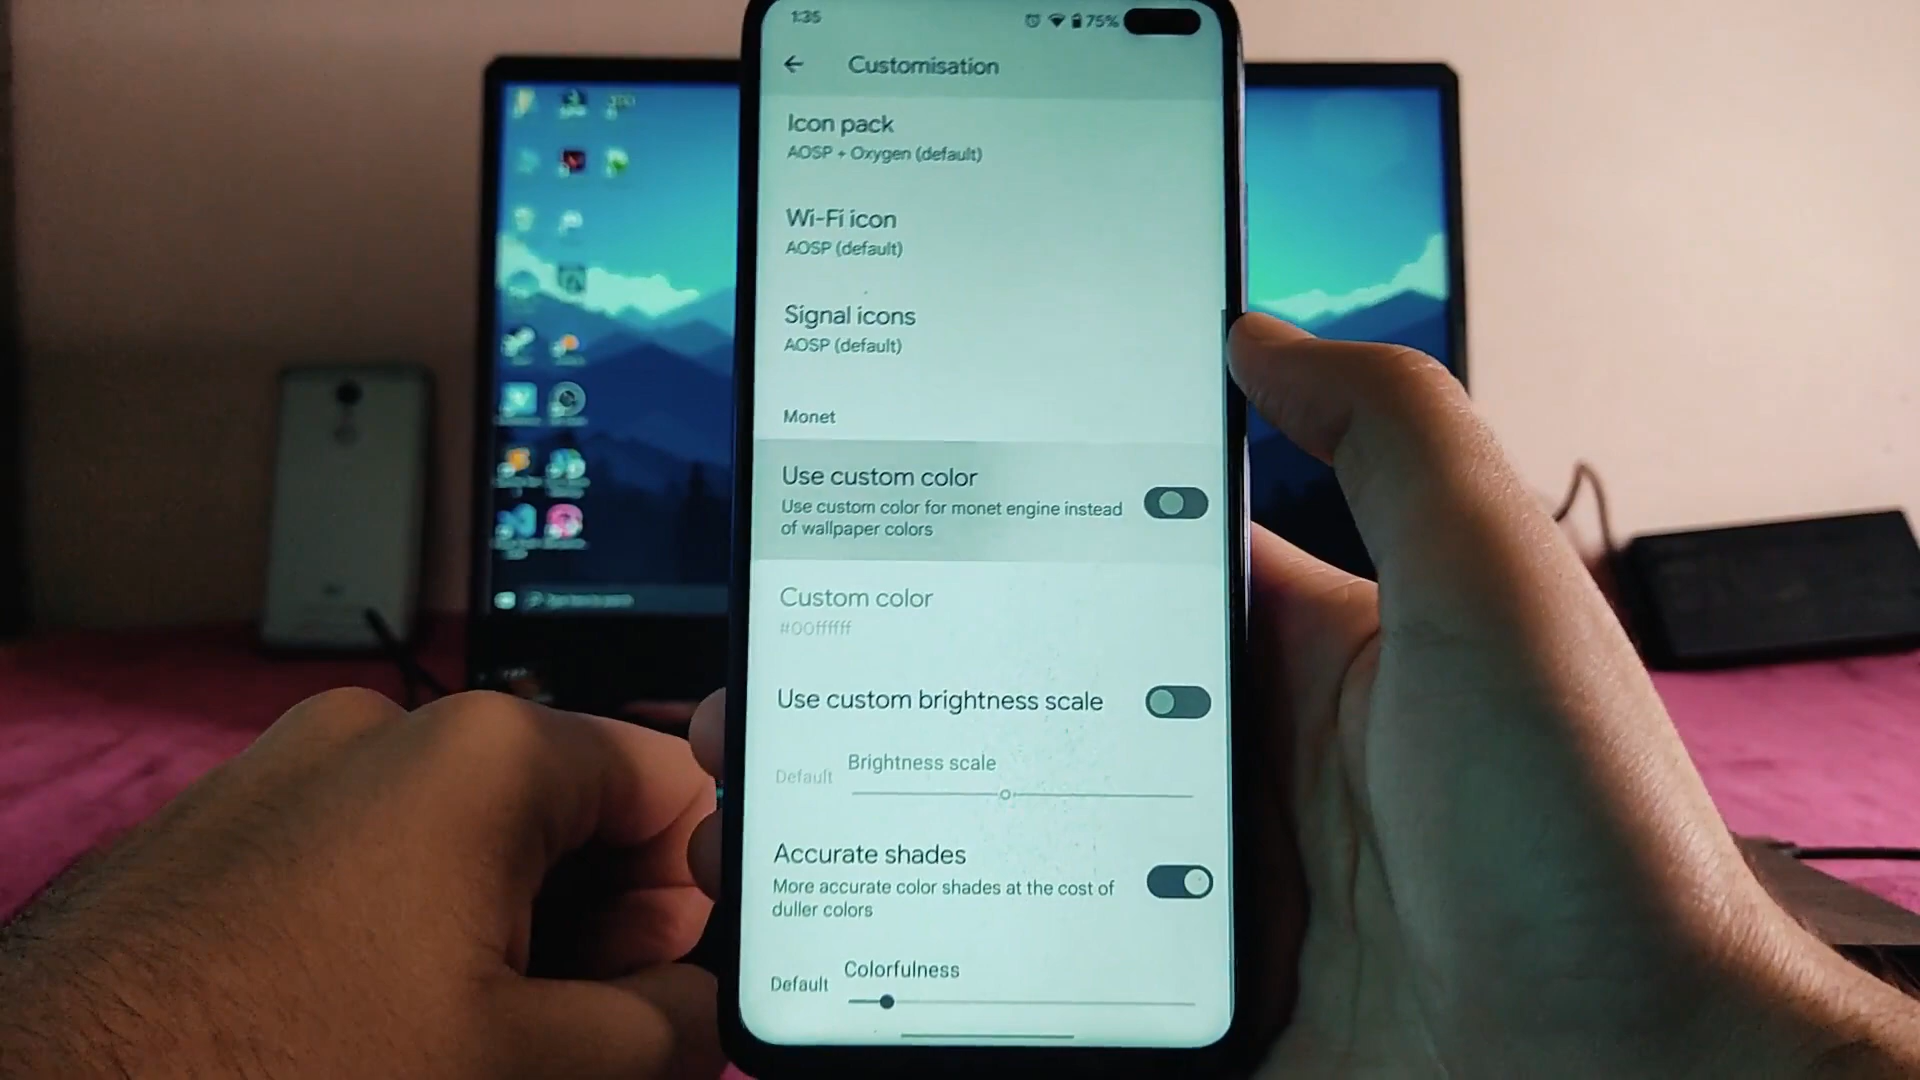 1:35
75%
Customisation
Icon pack
AOSP + Oxygen (default)
Wi-Fi icon
AOSP (default)
Signal icons
AOSP (default)
Monet
Use custom color
Use custom color for monet engine instead
of wallpaper colors
Custom color
#00ffffff
Use custom brightness scale
Brightness scale
Default
Accurate shades
More accurate color shades at the cost of
duller colors
Colorfulness
Default